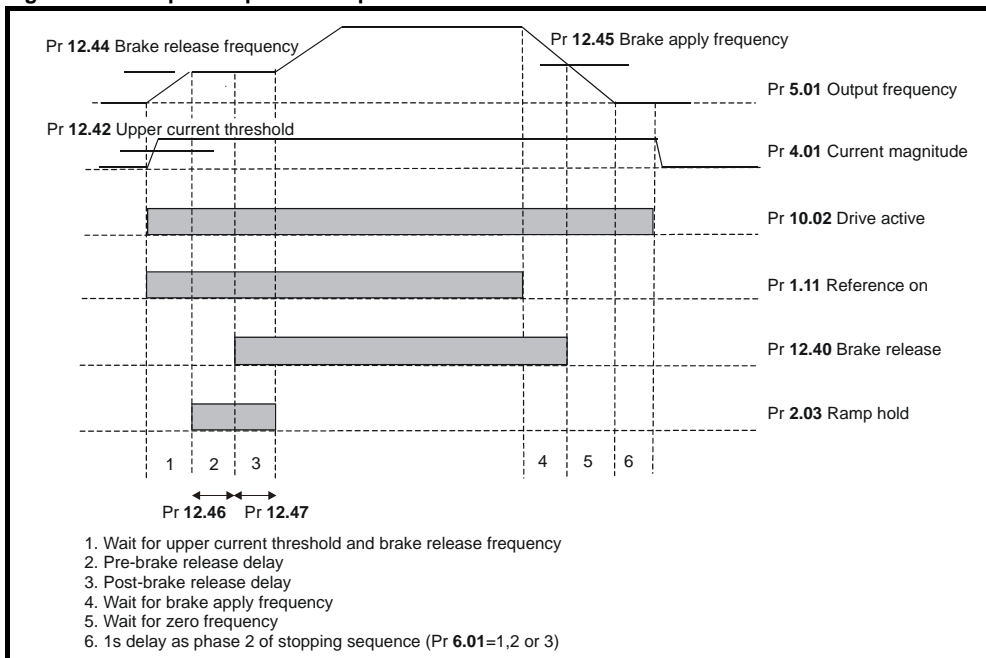 Pr 12.44 Brake release frequency
Pr 12.45 Brake apply frequency
Pr 5.01 Output frequency
Pr 12.42 Upper current threshold
Pr 4.01 Current magnitude
Pr 10.02 Drive active
Pr 1.11 Reference on
Pr 12.40 Brake release
Pr 2.03 Ramp hold
1 2 3 4 5 6
Pr 12.46 Pr 12.47
1. Wait for upper current threshold and brake release frequency
2. Pre-brake release delay
3. Post-brake release delay
4. Wait for brake apply frequency
5. Wait for zero frequency
6. 1s delay as phase 2 of stopping sequence (Pr 6.01=1,2 or 3)